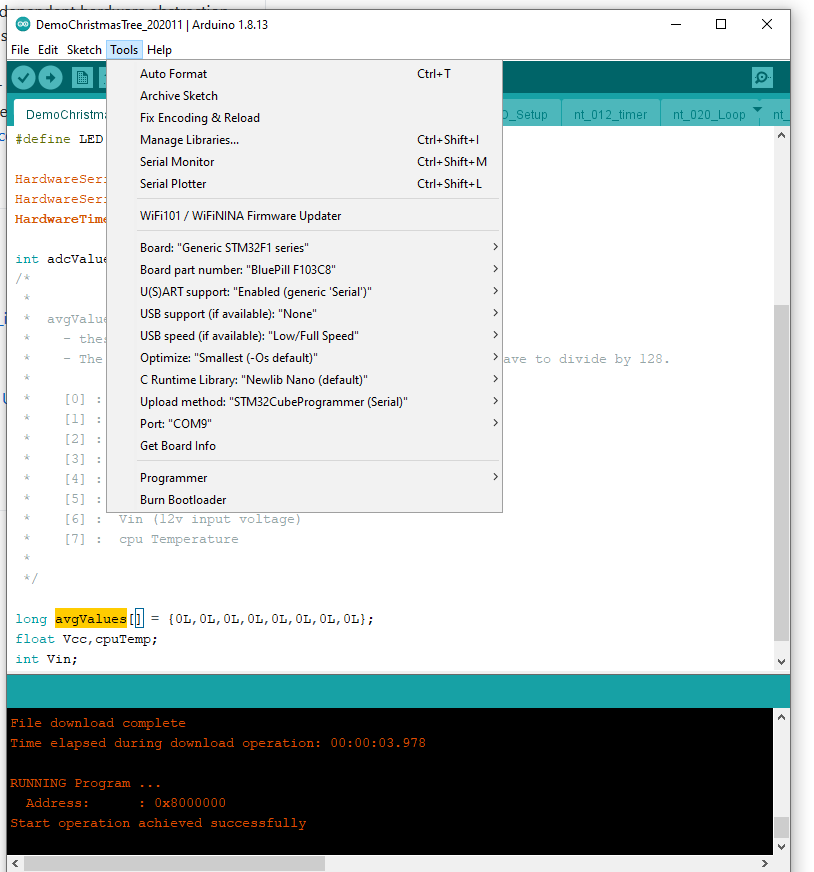 dependent hardware abstraction
DemoChristmasTree_202011 | Arduino 1.8.13
File Edit Sketch Tools Help
Auto Format Ctrl+T
Archive Sketch
Fix Encoding & Reload
Manage Libraries... Ctrl+Shift+I
Serial Monitor Ctrl+Shift+M
Serial Plotter Ctrl+Shift+L
WiFi101 / WiFiNINA Firmware Updater
Board: "Generic STM32F1 series"
Board part number: "BluePill F103C8"
U(S)ART support: "Enabled (generic 'Serial')"
USB support (if available): "None"
USB speed (if available): "Low/Full Speed"
Optimize: "Smallest (-Os default)"
C Runtime Library: "Newlib Nano (default)"
Upload method: "STM32CubeProgrammer (Serial)"
Port: "COM9"
Get Board Info
Programmer
Burn Bootloader
DemoChristma _Setup nt_012_timer nt_020_Loop nt_
#define LED
HardwareSeri
HardwareSeri
HardwareTime
int adcValue
/*
*
* avgValue
* - thes
* - The ave to divide by 128.
*
* [0] :
* [1] :
* [2] :
* [3] :
* [4] :
* [5] :
* [6] : Vin (12v input voltage)
* [7] : cpu Temperature
*
*/
long avgValues[] = {0L,0L,0L,0L,0L,0L,0L,0L};
float Vcc,cpuTemp;
int Vin;
File download complete
Time elapsed during download operation: 00:00:03.978
RUNNING Program ...
Address: : 0x8000000
Start operation achieved successfully